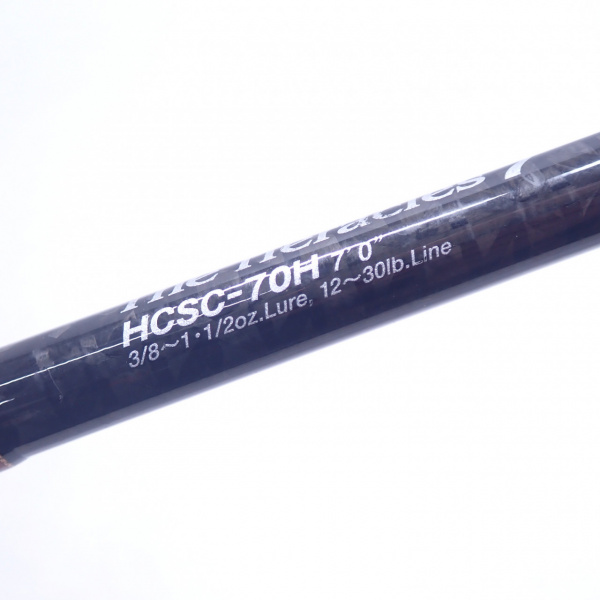 The Heracles 7
HCSC-70H 7'0"
3/8～1・1/2oz.Lure, 12～30lb.Line